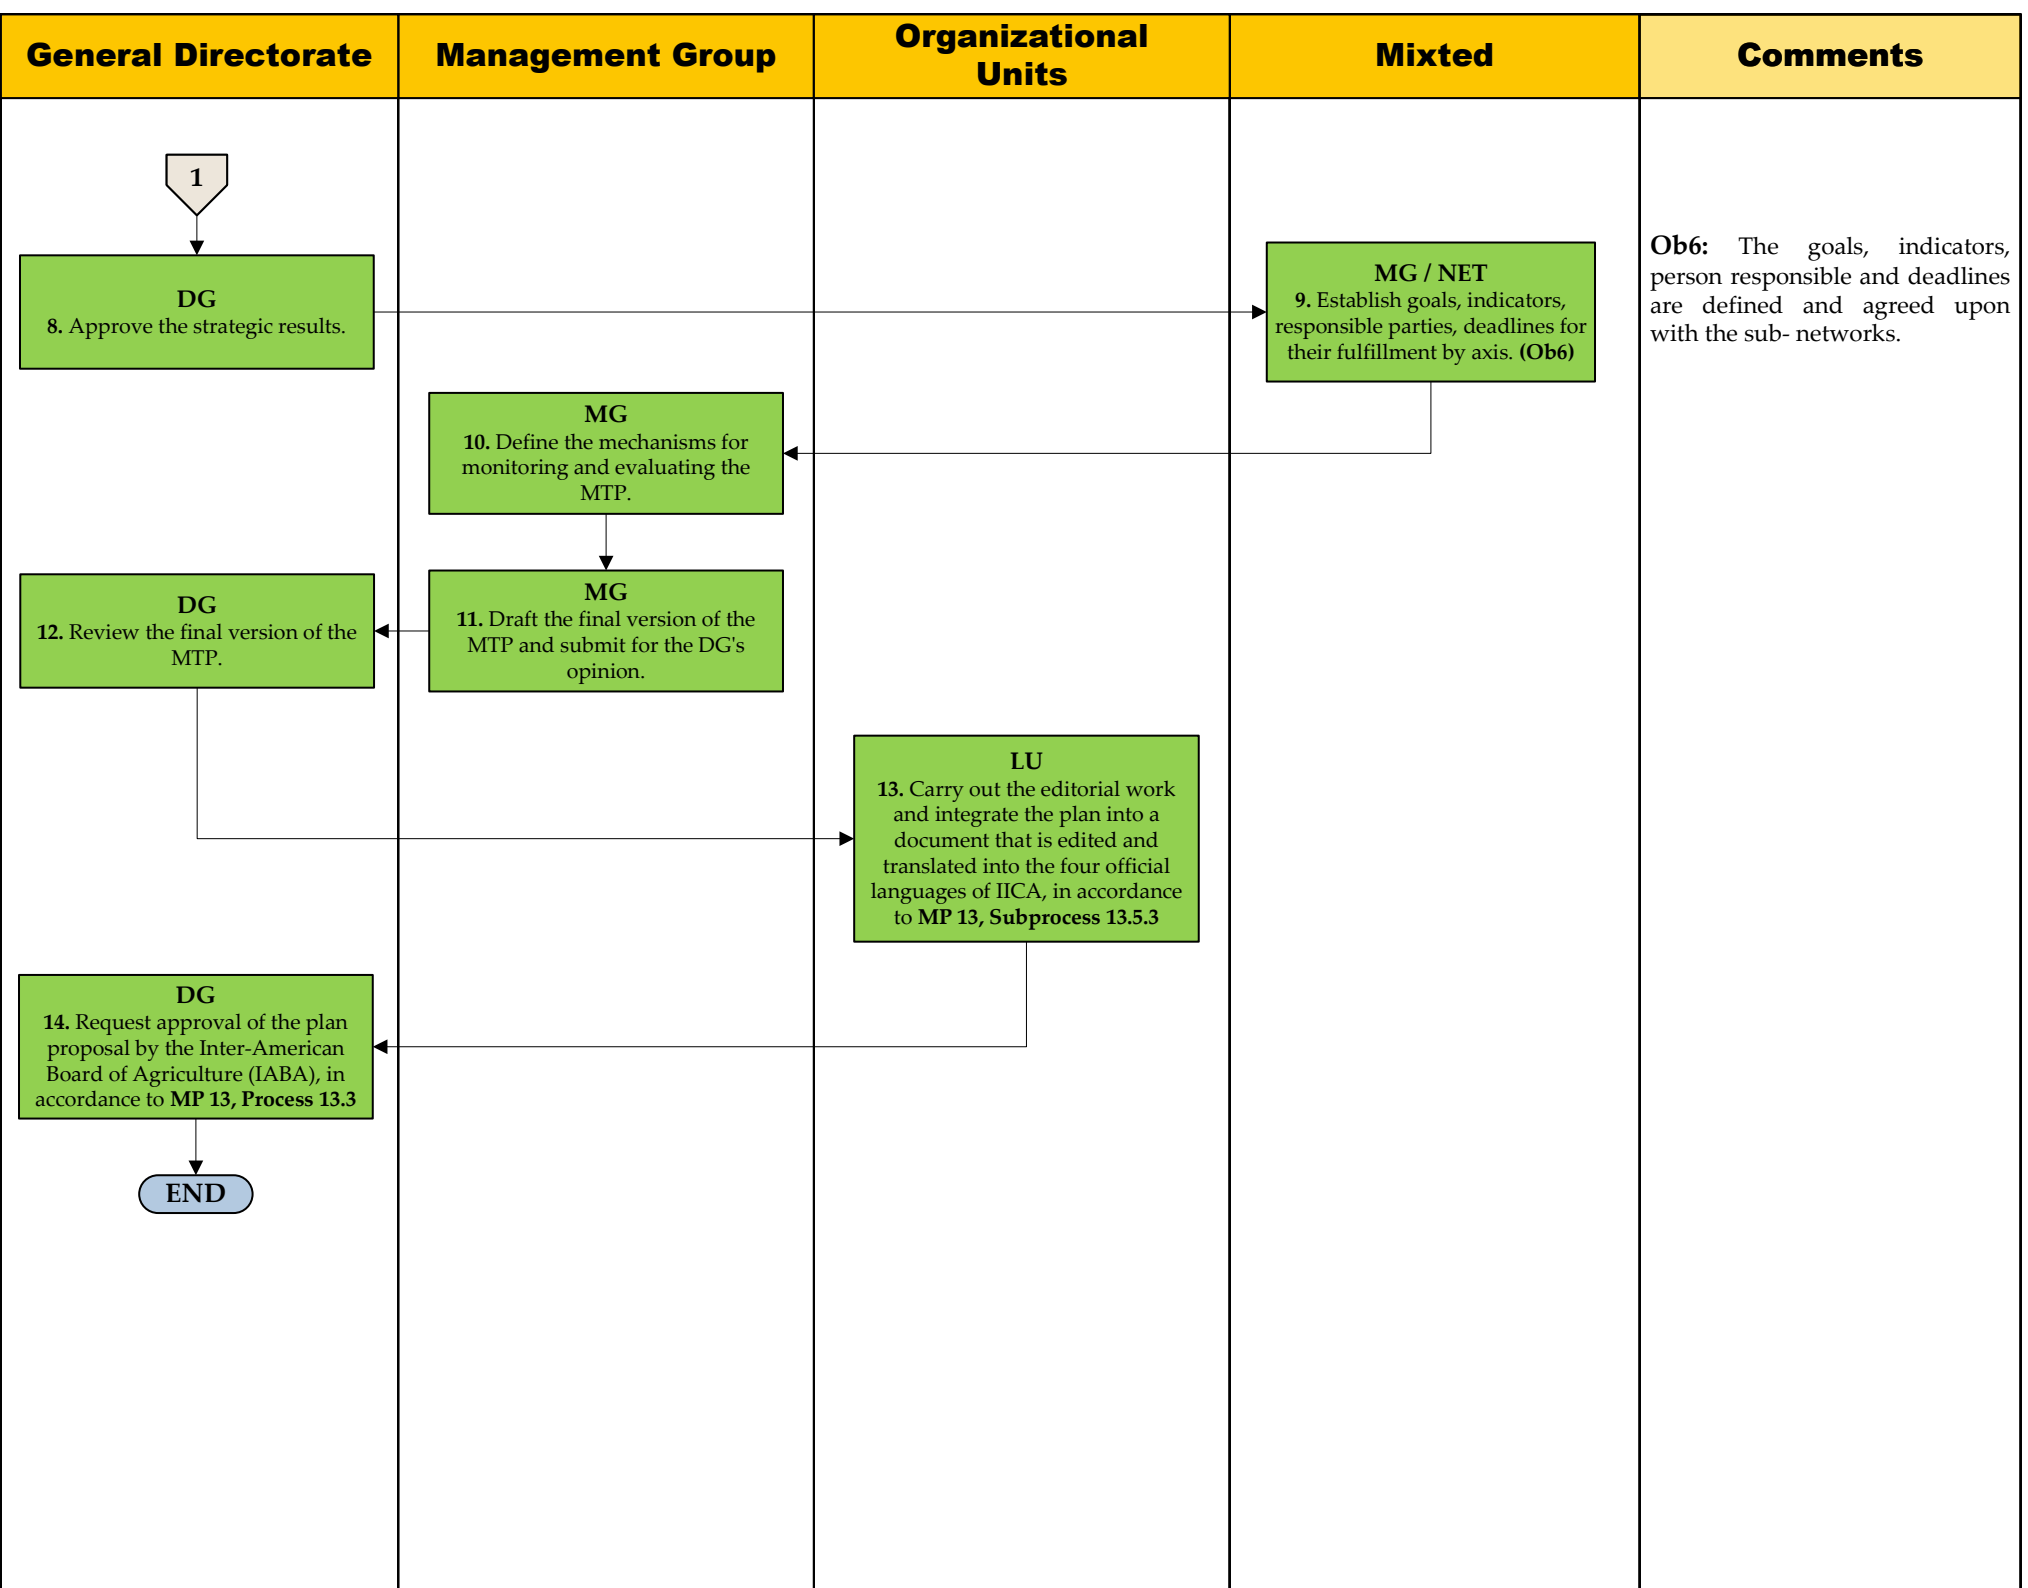 General Directorate
Management Group
Organizational
Units
Mixted
Comments
1
DG
8. Approve the strategic results.
MG / NET
9. Establish goals, indicators,
responsible parties, deadlines for
their fulfillment by axis. (Ob6)
Ob6: The goals, indicators,
person responsible and deadlines
are defined and agreed upon
with the sub- networks.
MG
10. Define the mechanisms for
monitoring and evaluating the
MTP.
MG
11. Draft the final version of the
MTP and submit for the DG's
opinion.
DG
12. Review the final version of the
MTP.
LU
13. Carry out the editorial work
and integrate the plan into a
document that is edited and
translated into the four official
languages of IICA, in accordance
to MP 13, Subprocess 13.5.3
DG
14. Request approval of the plan
proposal by the Inter-American
Board of Agriculture (IABA), in
accordance to MP 13, Process 13.3
END